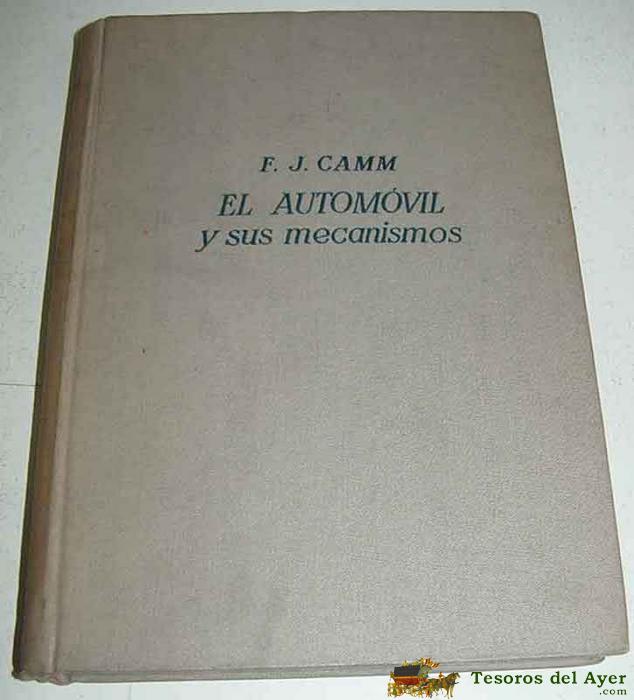 F. J. CAMM
EL AUTOMÓVIL
y sus mecanismos
Tesoros del Ayer
.com